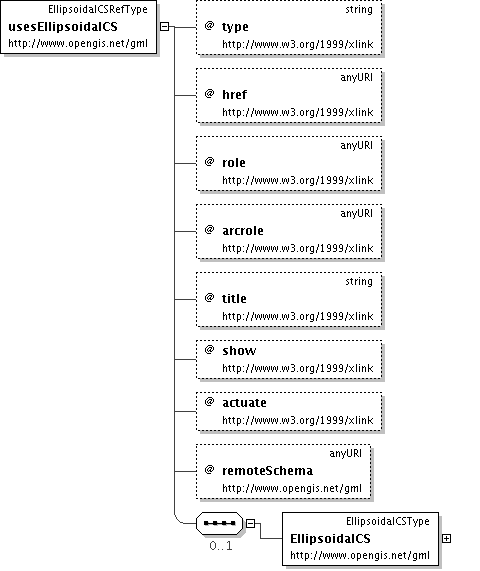 EllipsoidalCSRefType
usesEllipsoidalCS
http://www.opengis.net/gml
string
@ type
http://www.w3.org/1999/xlink
anyURI
@ href
http://www.w3.org/1999/xlink
anyURI
@ role
http://www.w3.org/1999/xlink
anyURI
@ arcrole
http://www.w3.org/1999/xlink
string
@ title
http://www.w3.org/1999/xlink
@ show
http://www.w3.org/1999/xlink
@ actuate
http://www.w3.org/1999/xlink
anyURI
@ remoteSchema
http://www.opengis.net/gml
0..1
EllipsoidalCSType
EllipsoidalCS
http://www.opengis.net/gml